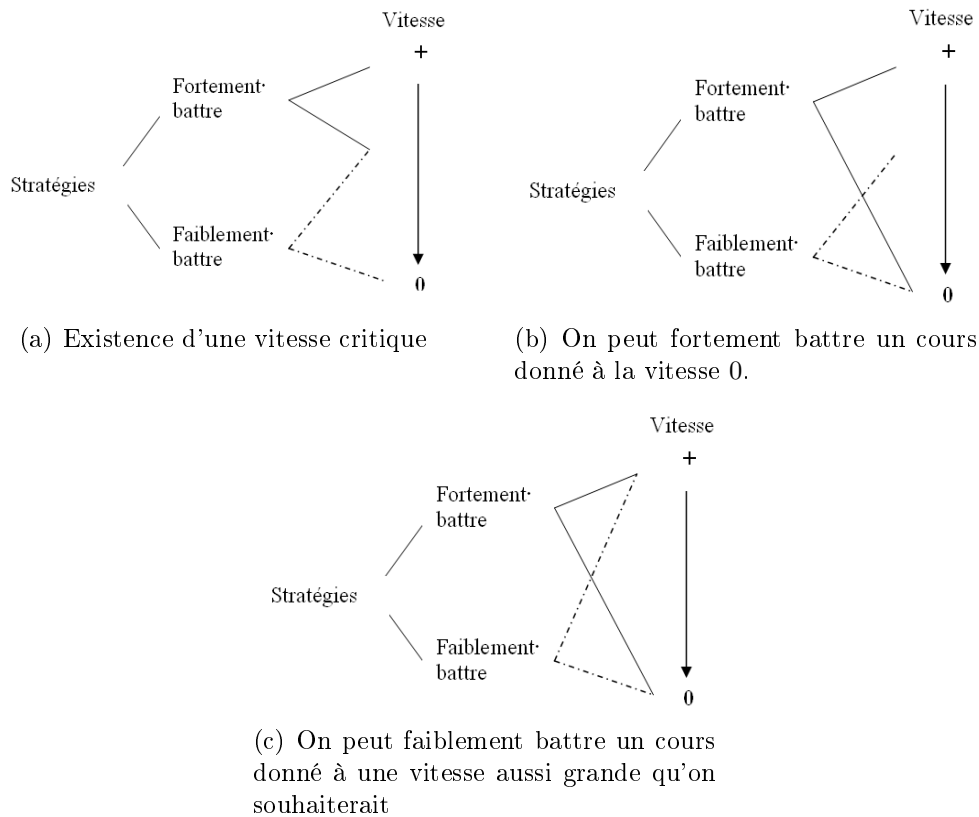 Vitesse
+
Fortement·
battre
Stratégies
Faiblement·
battre
0
(a) Existence d'une vitesse critique
Vitesse
+
Fortement·
battre
Stratégies
Faiblement·
battre
0
(b) On peut fortement battre un cours
donné à la vitesse 0.
Vitesse
+
Fortement·
battre
Stratégies
Faiblement·
battre
0
(c) On peut faiblement battre un cours
donné à une vitesse aussi grande qu'on
souhaiterait